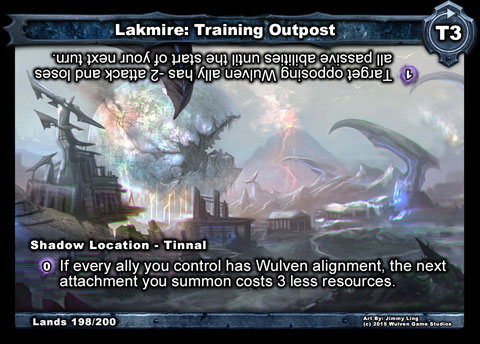 Lakmire: Training Outpost
T3
Target opposing Wulven ally has -2 attack and loses
all passive abilities until the start of your next turn.
1
Shadow Location - Tinnal
0 If every ally you control has Wulven alignment, the next
attachment you summon costs 3 less resources.
Lands 198/200
Art By: Jimmy Ling
(c) 2015 Wulven Game Studios